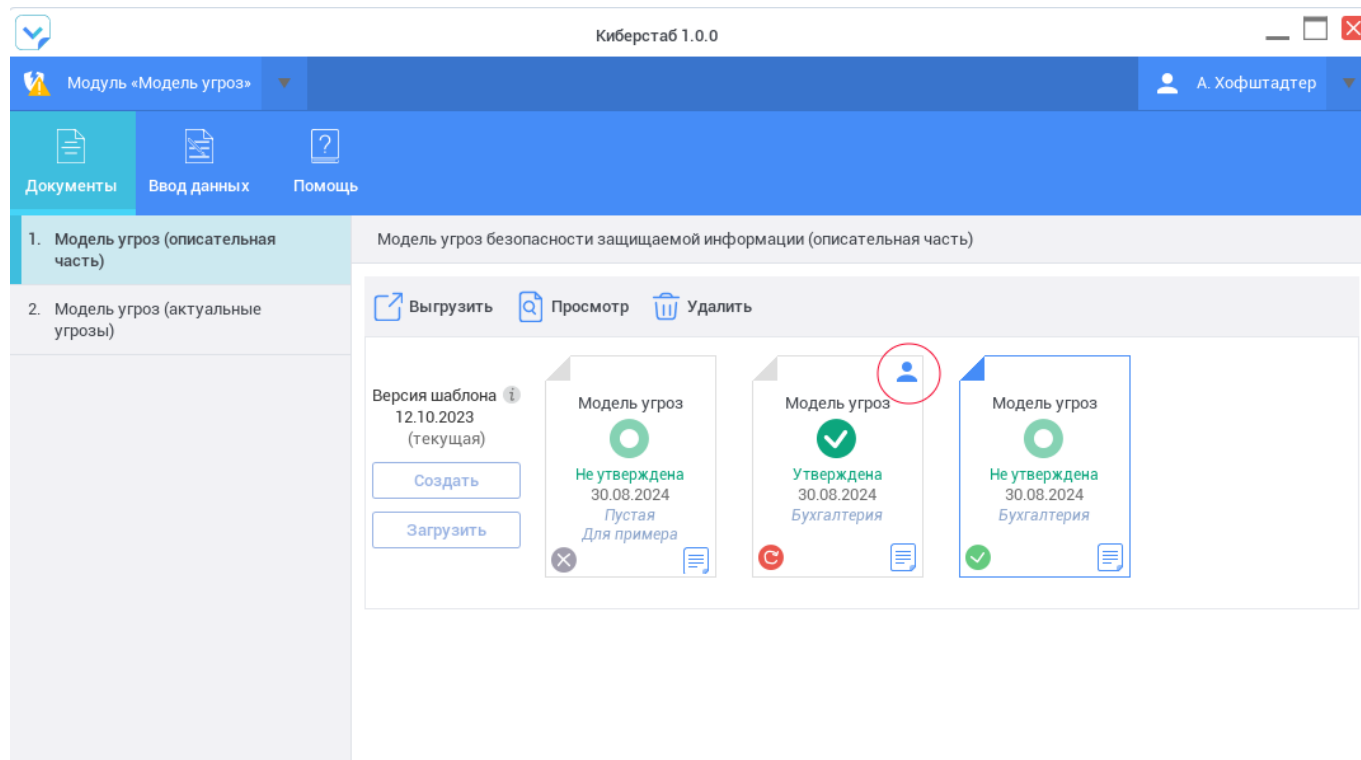 Киберстаб 1.0.0
Модуль «Модель угроз»
А. Хофштадтер
Документы
Ввод данных
Помощь
1. Модель угроз (описательная
часть)
2. Модель угроз (актуальные
угрозы)
Модель угроз безопасности защищаемой информации (описательная часть)
Выгрузить
Просмотр
Удалить
Версия шаблона
12.10.2023
(текущая)
Создать
Загрузить
Модель угроз
Не утверждена
30.08.2024
Пустая
Для примера
Модель угроз
Утверждена
30.08.2024
Бухгалтерия
Модель угроз
Не утверждена
30.08.2024
Бухгалтерия